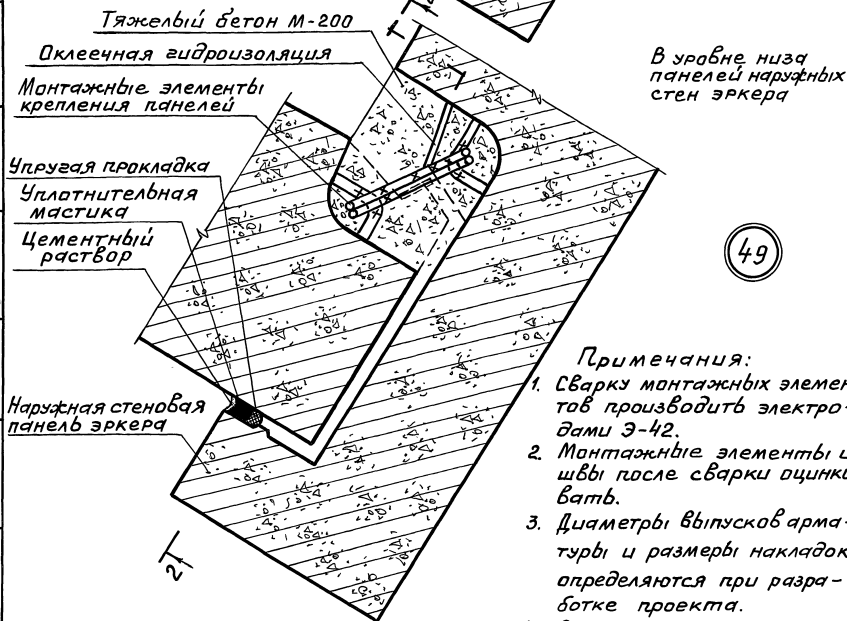 Тяжелый бетон М-200
Оклеечная гидроизоляция
Монтажные элементы
крепления панелей
Упругая прокладка
Уплотнительная
мастика
Цементный
раствор
Наружная стеновая
панель эркера
2
В уровне низа
панелей наружных
стен эркера
49
Примечания:
1. Сварку монтажных элемен
тов производить электро-
дами Э-42.
2. Монтажные элементы и
швы после сварки оцинко
вать.
3. Диаметры выпусков арма-
туры и размеры накладок
определяются при разра-
ботке проекта.